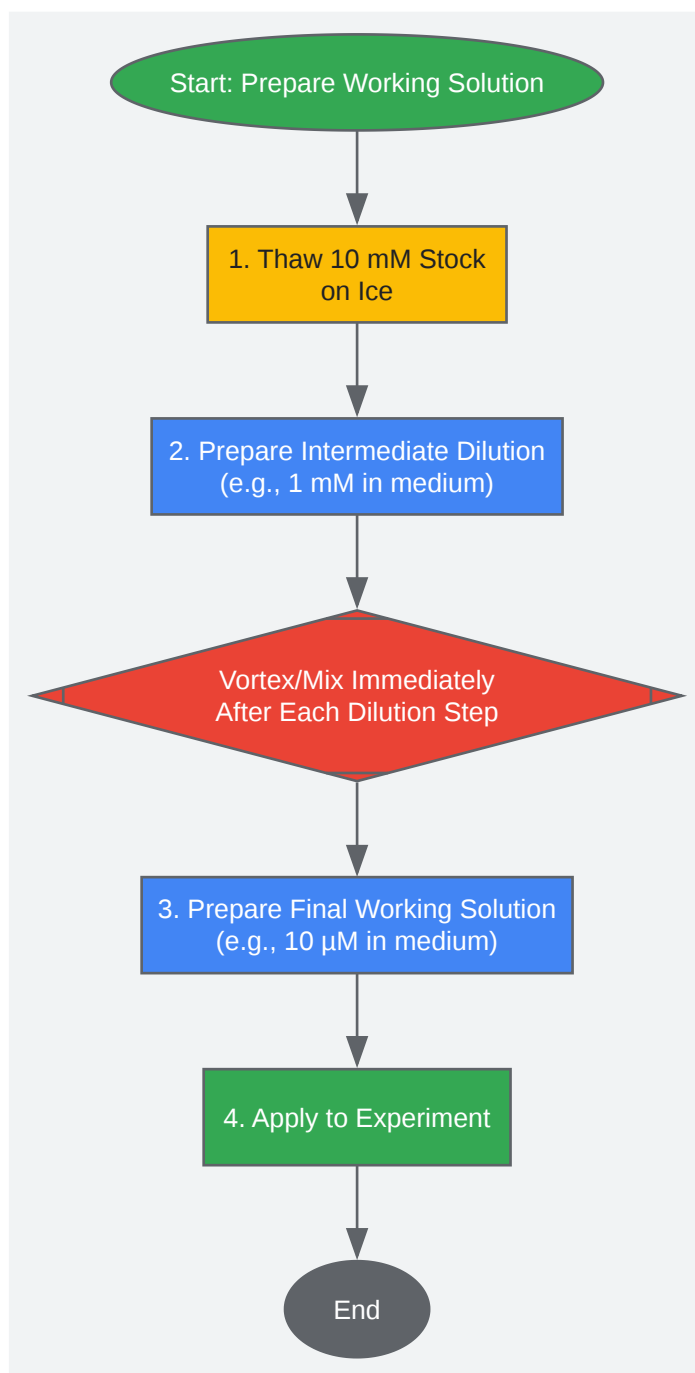 Start: Prepare Working Solution
1. Thaw 10 mM Stock
on Ice
2. Prepare Intermediate Dilution
(e.g., 1 mM in medium)
Vortex/Mix Immediately
After Each Dilution Step
3. Prepare Final Working Solution
(e.g., 10 µM in medium)
4. Apply to Experiment
End